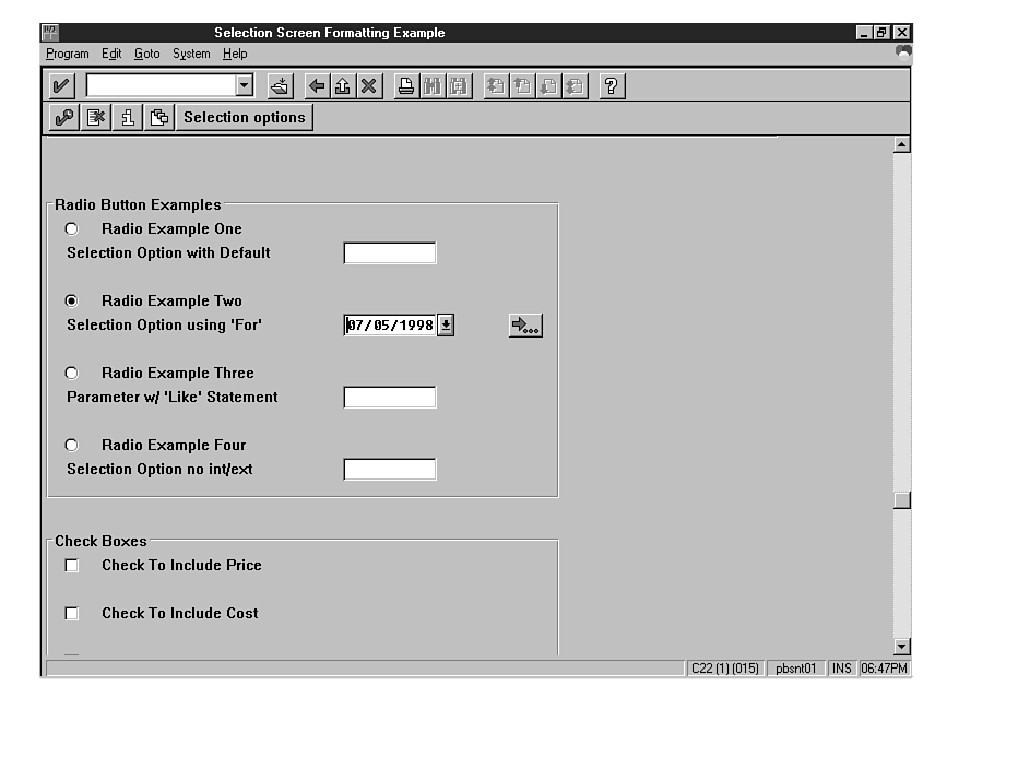 Selection Screen Formatting Example
Program Edit Goto System Help
Selection options
Radio Button Examples
Radio Example One
Selection Option with Default
Radio Example Two
Selection Option using 'For'
07/05/1998
Radio Example Three
Parameter w/ 'Like' Statement
Radio Example Four
Selection Option no int/ext
Check Boxes
Check To Include Price
Check To Include Cost
C22 (1) (015) pbsnt01 INS 06:47PM